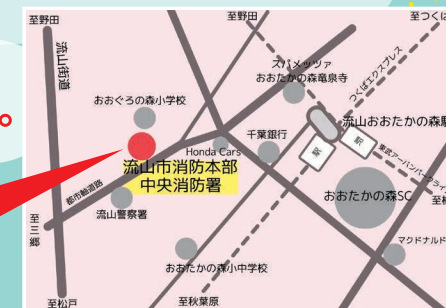 至野田
至野田
至つく
流山街道
スパメッツァ
おおたかの森竜泉寺
つくばエクスプレス
おおぐろの森小学校
流山おおたかの森駅
千葉銀行
Honda Cars
駅
駅
東武アーバンパークライン
流山市消防本部
中央消防署
都市軸道路
おおたかの森SC
至柏
流山警察署
至三郷
マクドナルド
おおたかの森小中学校
至松戸
至秋葉原